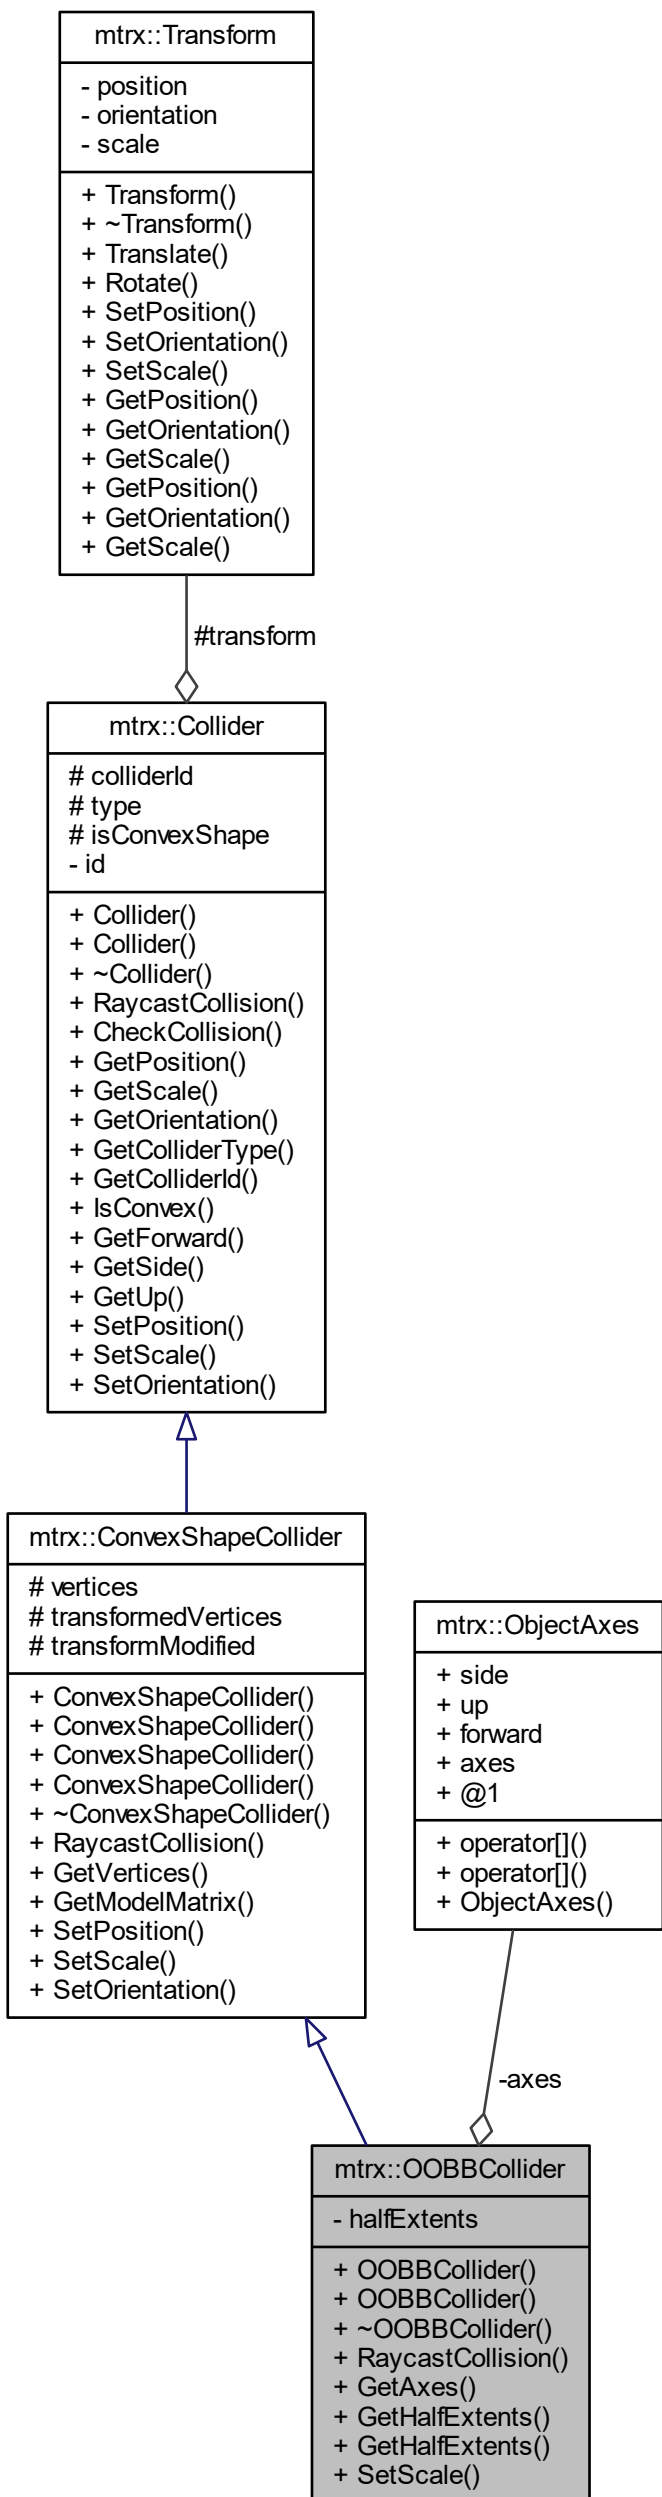 mtrx::Transform
- position
- orientation
- scale
+ Transform()
+ ~Transform()
+ Translate()
+ Rotate()
+ SetPosition()
+ SetOrientation()
+ SetScale()
+ GetPosition()
+ GetOrientation()
+ GetScale()
+ GetPosition()
+ GetOrientation()
+ GetScale()
#transform
mtrx::Collider
# colliderId
# type
# isConvexShape
- id
+ Collider()
+ Collider()
+ ~Collider()
+ RaycastCollision()
+ CheckCollision()
+ GetPosition()
+ GetScale()
+ GetOrientation()
+ GetColliderType()
+ GetColliderId()
+ IsConvex()
+ GetForward()
+ GetSide()
+ GetUp()
+ SetPosition()
+ SetScale()
+ SetOrientation()
mtrx::ConvexShapeCollider
# vertices
# transformedVertices
# transformModified
+ ConvexShapeCollider()
+ ConvexShapeCollider()
+ ConvexShapeCollider()
+ ConvexShapeCollider()
+ ~ConvexShapeCollider()
+ RaycastCollision()
+ GetVertices()
+ GetModelMatrix()
+ SetPosition()
+ SetScale()
+ SetOrientation()
mtrx::ObjectAxes
+ side
+ up
+ forward
+ axes
+ @1
+ operator[]()
+ operator[]()
+ ObjectAxes()
-axes
mtrx::OOBBCollider
- halfExtents
+ OOBBCollider()
+ OOBBCollider()
+ ~OOBBCollider()
+ RaycastCollision()
+ GetAxes()
+ GetHalfExtents()
+ GetHalfExtents()
+ SetScale()